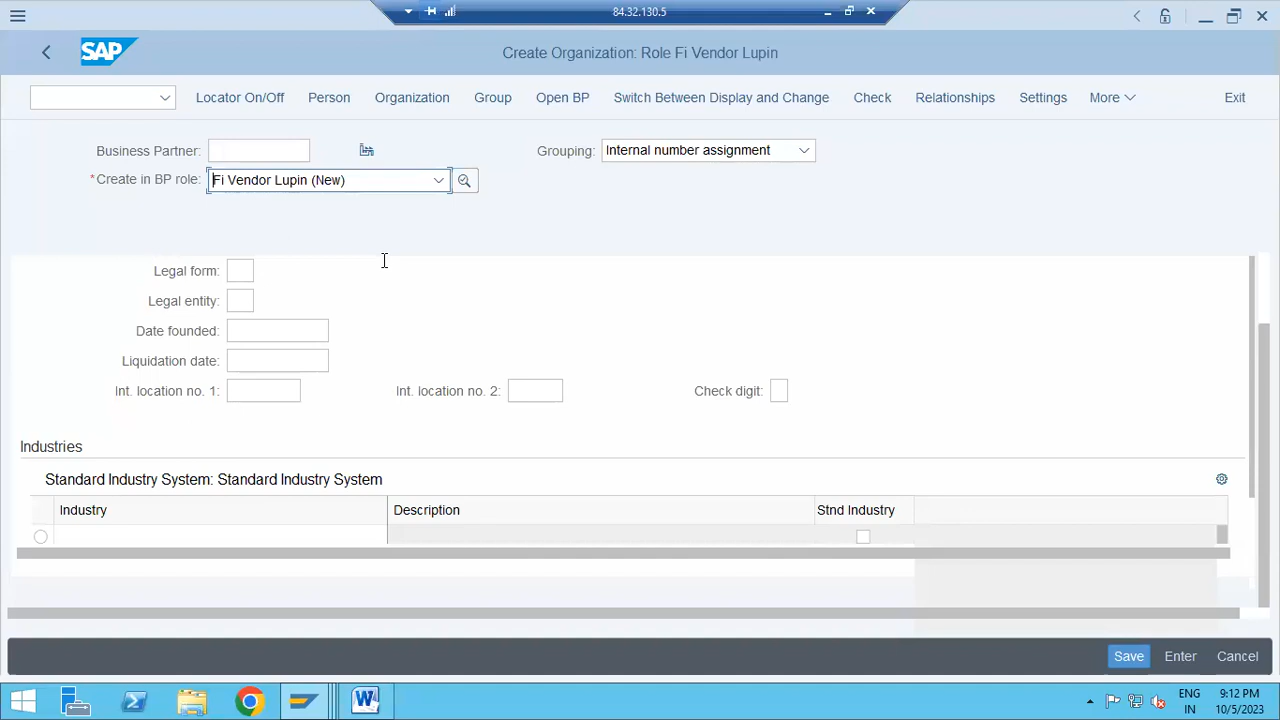 84.32.130.5
SAP
Create Organization: Role Fi Vendor Lupin
Locator On/Off Person Organization Group Open BP Switch Between Display and Change Check Relationships Settings More Exit
Business Partner: Grouping: Internal number assignment
*Create in BP role: Fi Vendor Lupin (New)
Legal form:
Legal entity:
Date founded:
Liquidation date:
Int. location no. 1: Int. location no. 2: Check digit:
Industries
Standard Industry System: Standard Industry System
Industry Description Stnd Industry
Save Enter Cancel
ENG 9:12 PM
IN 10/5/2023